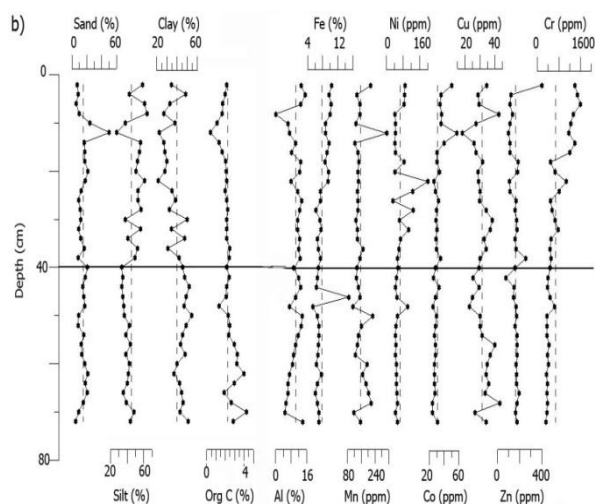 b)
Sand (%) Clay (%) Fe (%) Ni (ppm) Cu (ppm) Cr (ppm)
0 60 20 60 4 12 0 160 20 40 0 1600
0
Depth (cm)
40
80
20 60 0 4 0 16 80 240 20 60 0 400
Silt (%) Org C (%) Al (%) Mn (ppm) Co (ppm) Zn (ppm)